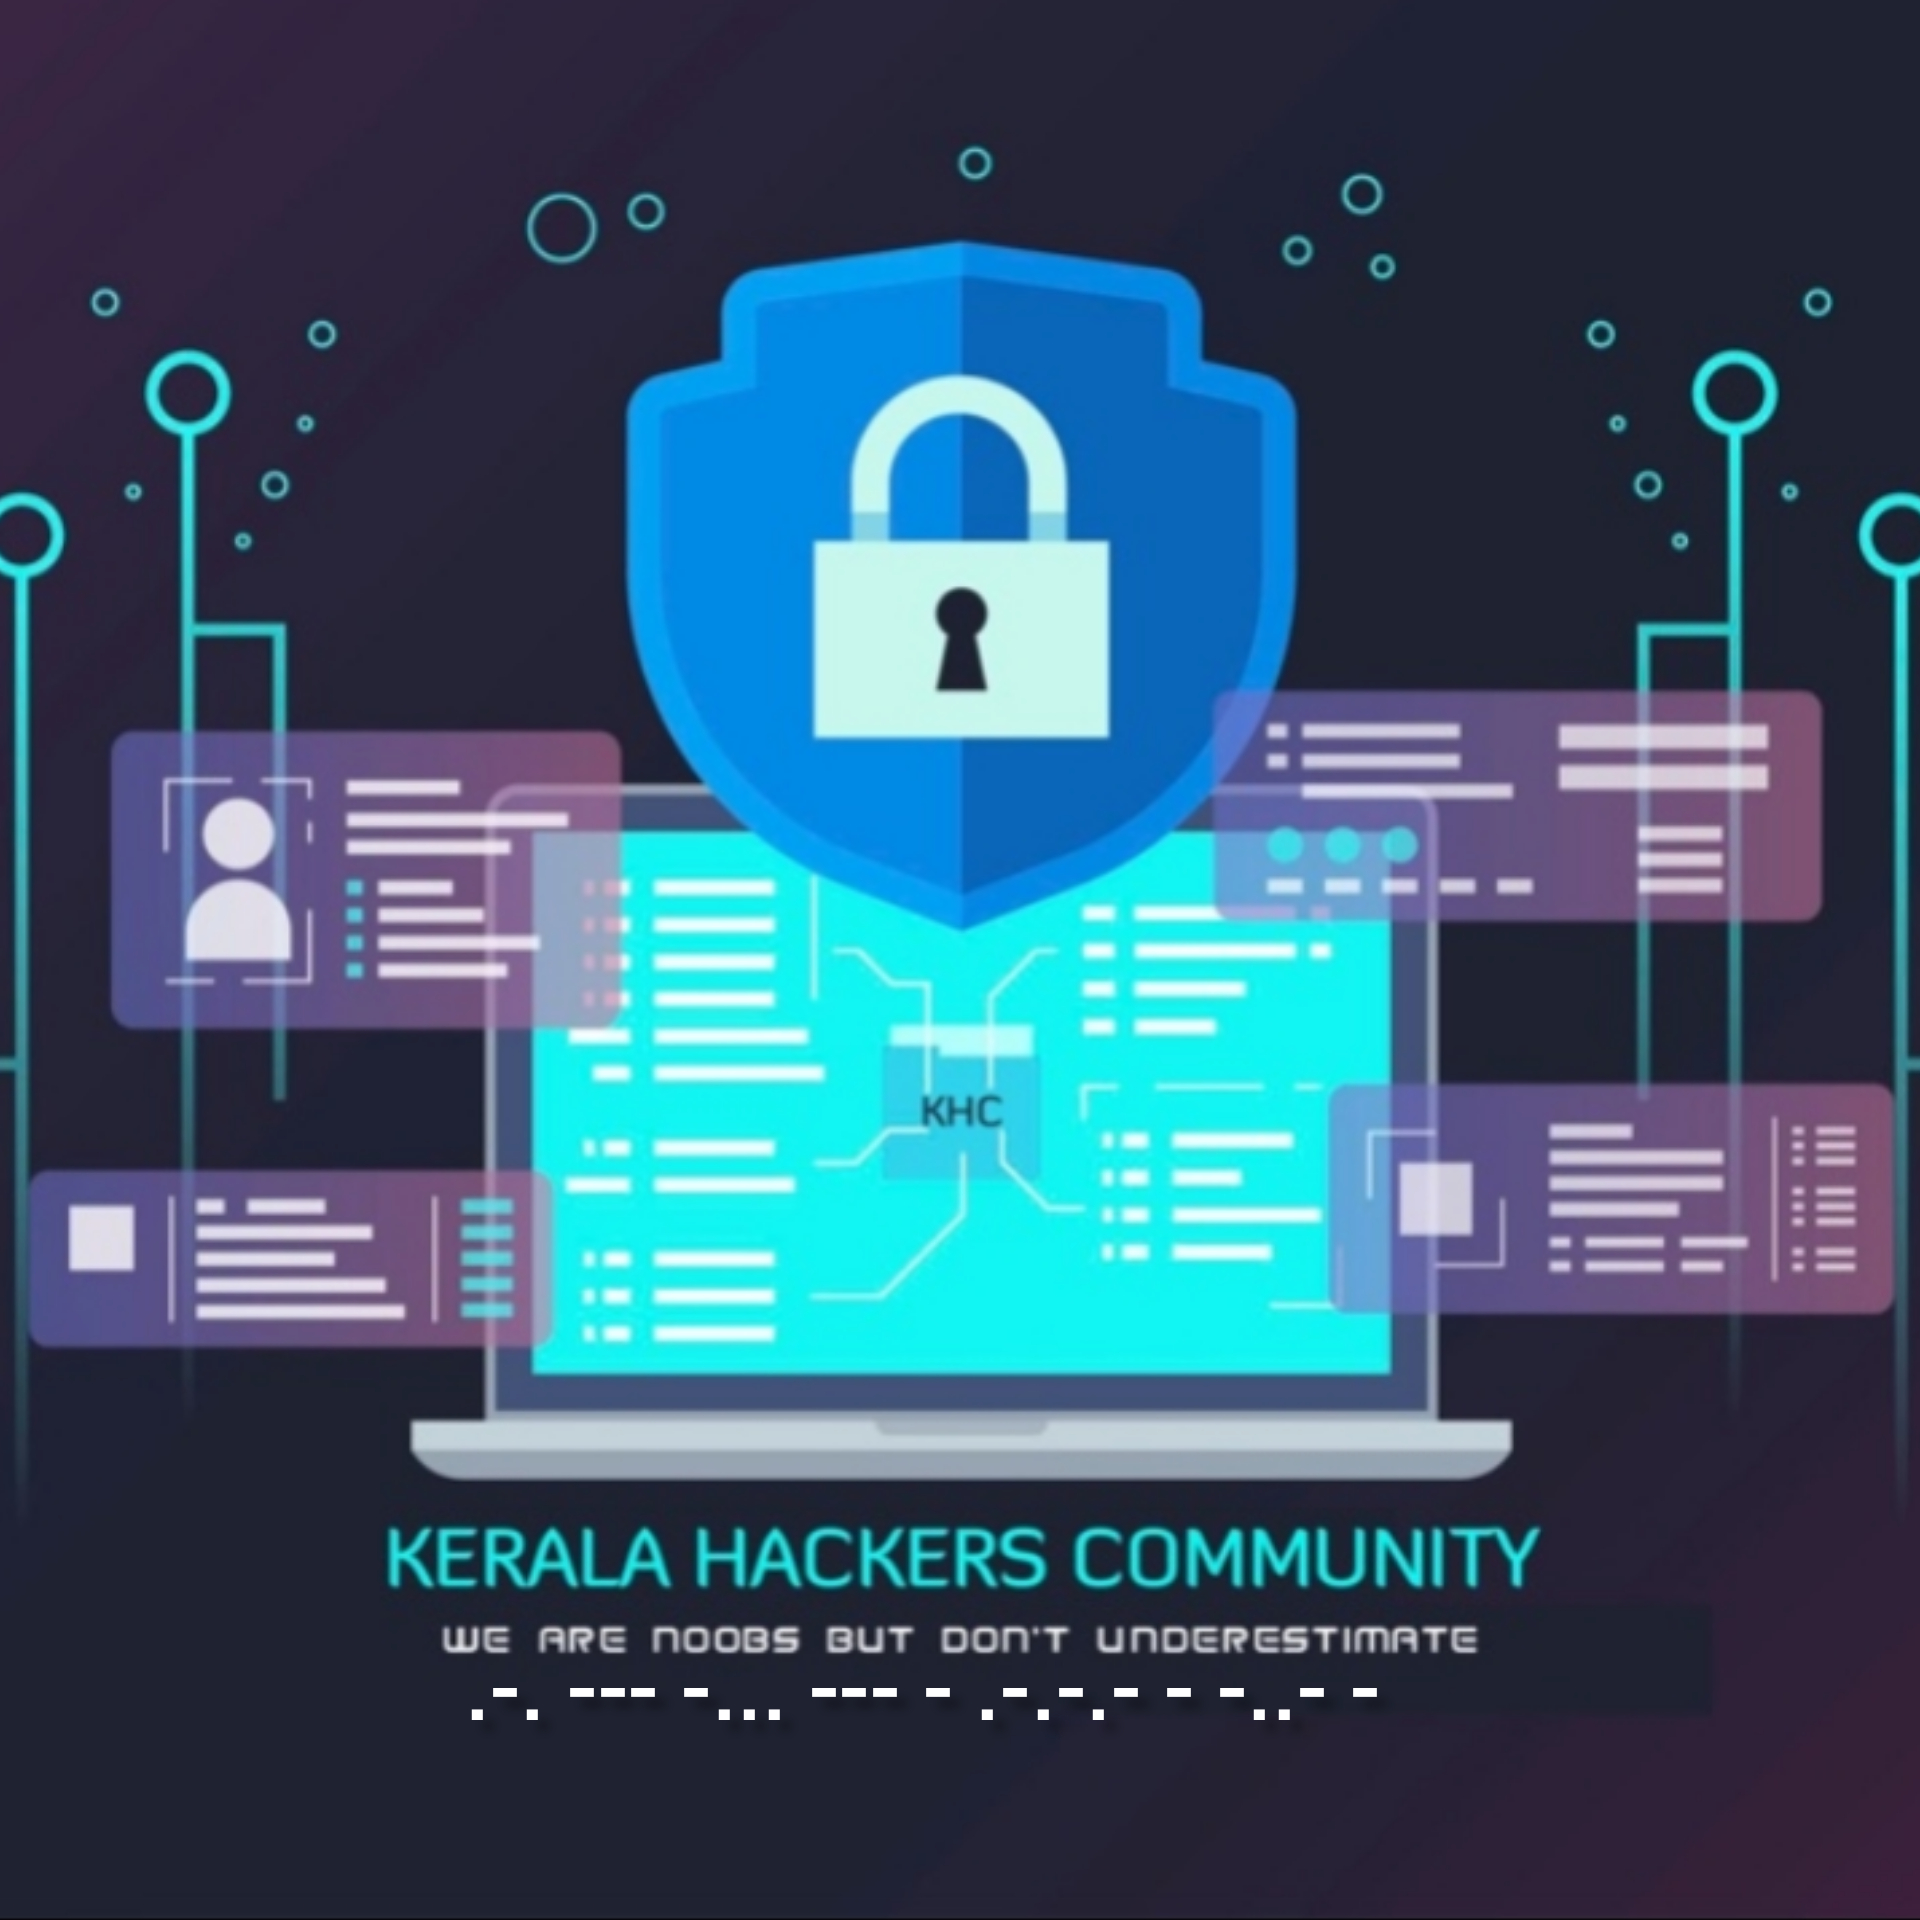 KHC
KERALA HACKERS COMMUNITY
WE ARE NOOBS BUT DON'T UNDERESTIMATE
.-. --- -... --- - .-.-.- - -..- -